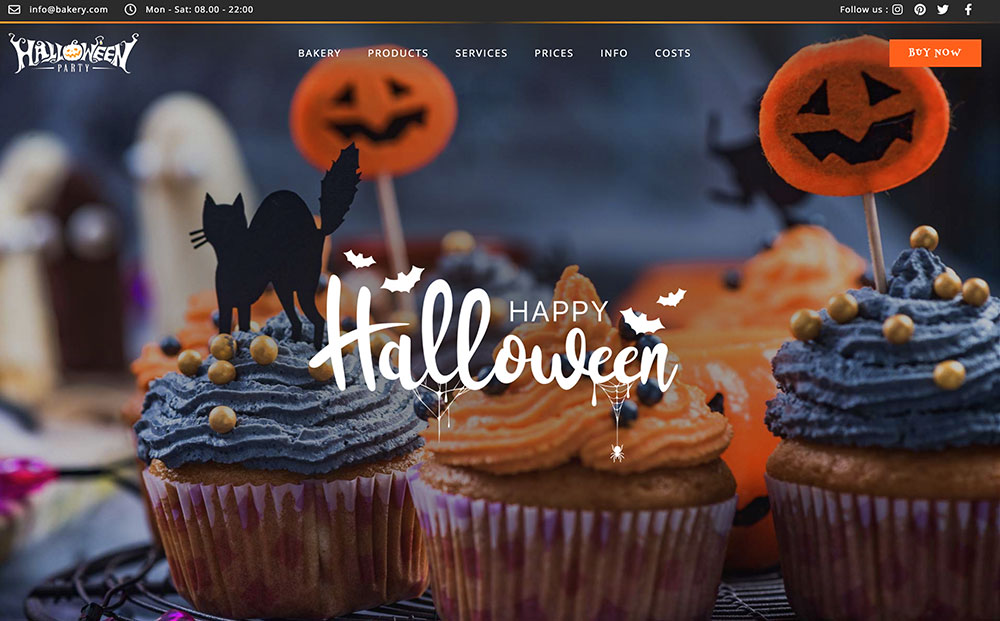 info@bakery.com Mon - Sat: 08.00 - 22:00 Follow us :
HALLOWEEN
PARTY
BAKERY PRODUCTS SERVICES PRICES INFO COSTS BUY NOW
HAPPY
Halloween